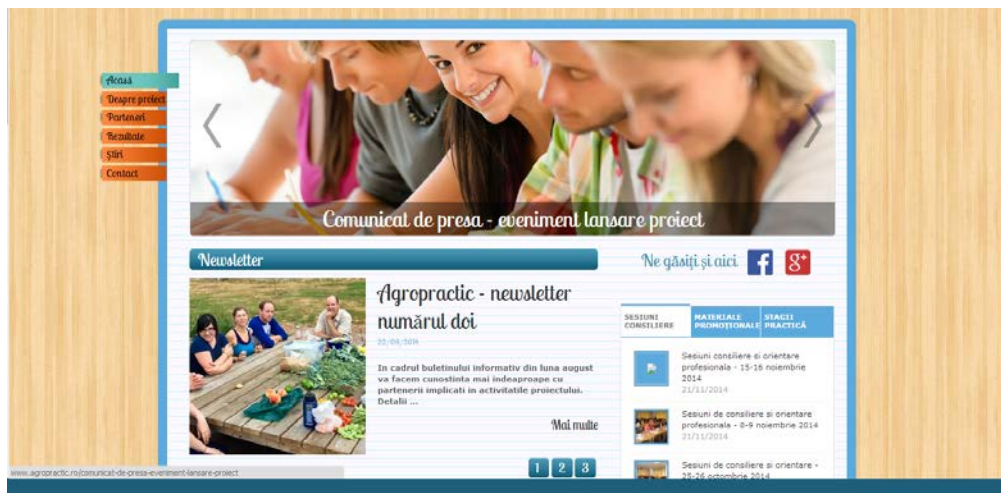 Acasă
Despre proiect
Parteneri
Rezultate
Știri
Contact
Comunicat de presa - eveniment lansare proiect
Newsletter
Agropractic - newsletter
numărul doi
22/09/2014
In cadrul buletinului informativ din luna august
va facem cunostinta mai indeaproape cu
partenerii implicati in activitatile proiectului.
Detalii ...
Mai multe
1 2 3
Ne găsiți și aici
SESIUNI
CONSILIERE
MATERIALE
PROMOȚIONALE
STAGII
PRACTICĂ
Sesiuni consiliere si orientare
profesionala - 15-16 noiembrie
2014
21/11/2014
Sesiuni de consiliere si orientare
profesionala - 8-9 noiembrie 2014
21/11/2014
Sesiuni de consiliere si orientare -
25-26 octombrie 2014
www.agropractic.ro/comunicat-de-presa-eveniment-lansare-proiect